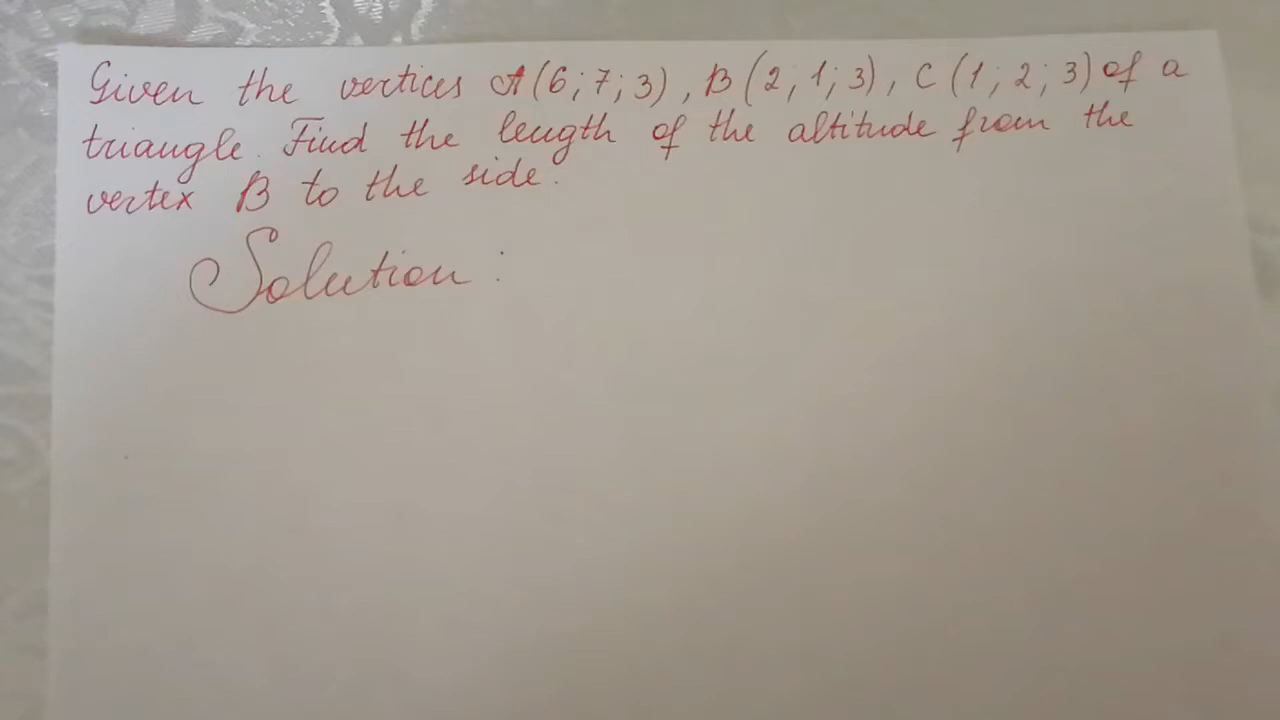 Given the vertices A(6; 7; 3), B(2; 1; 3), C(1; 2; 3) of a
triangle. Find the length of the altitude from the
vertex B to the side.
Solution: